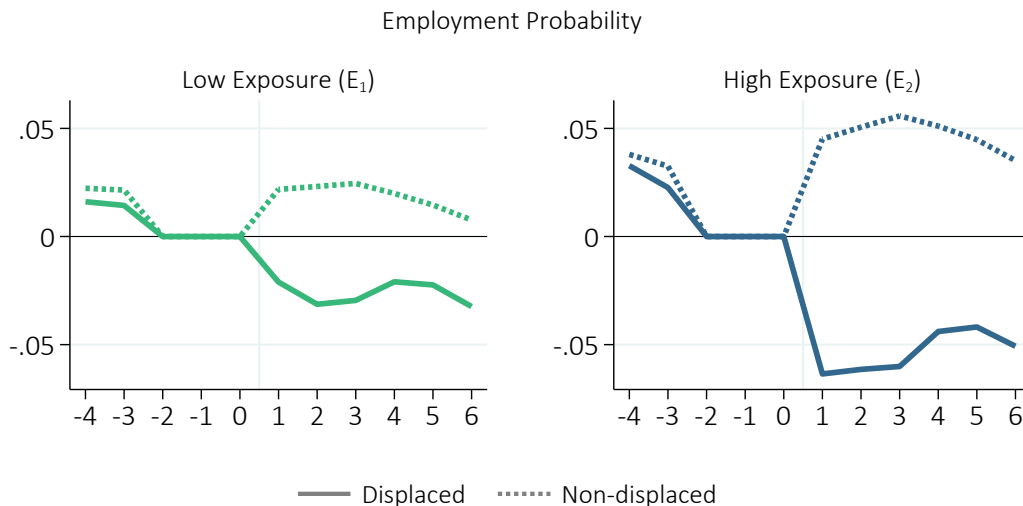 Employment Probability
Low Exposure (E₁)
.05
0
-.05
-4 -3 -2 -1 0 1 2 3 4 5 6
High Exposure (E₂)
.05
0
-.05
-4 -3 -2 -1 0 1 2 3 4 5 6
Displaced Non-displaced